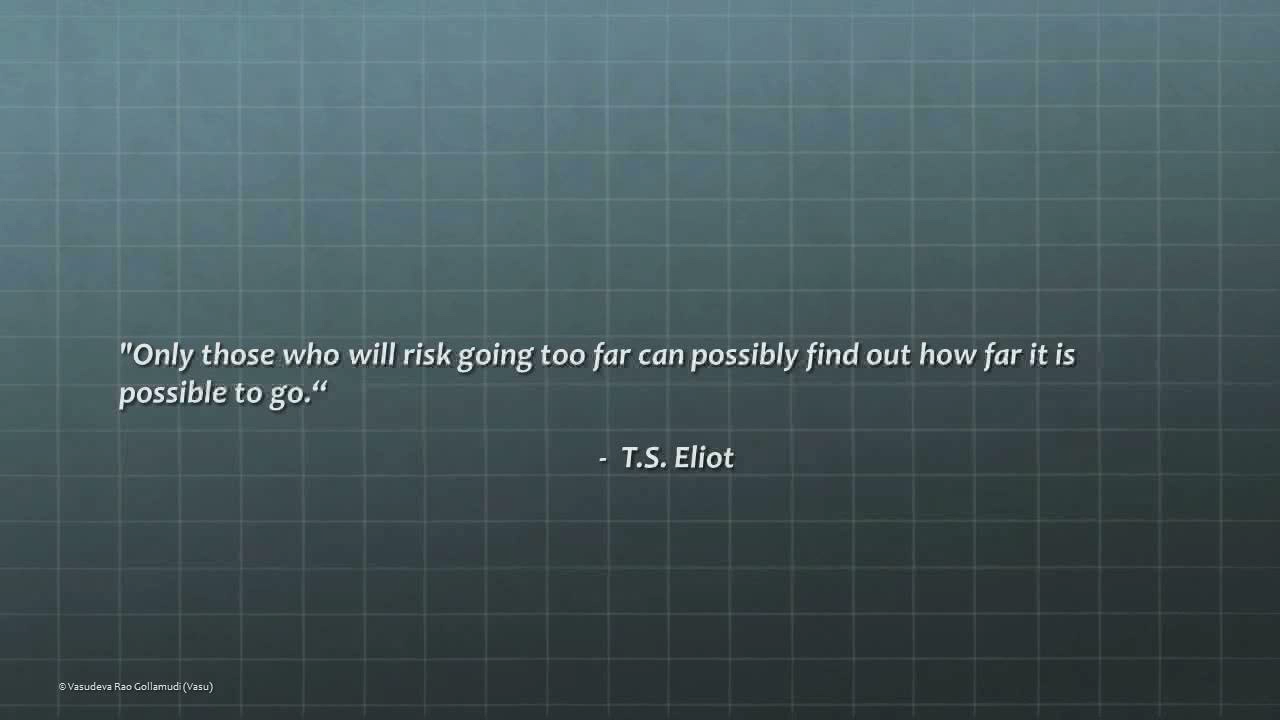 "Only those who will risk going too far can possibly find out how far it is
possible to go.“
- T.S. Eliot
© Vasudeva Rao Gollamudi (Vasu)